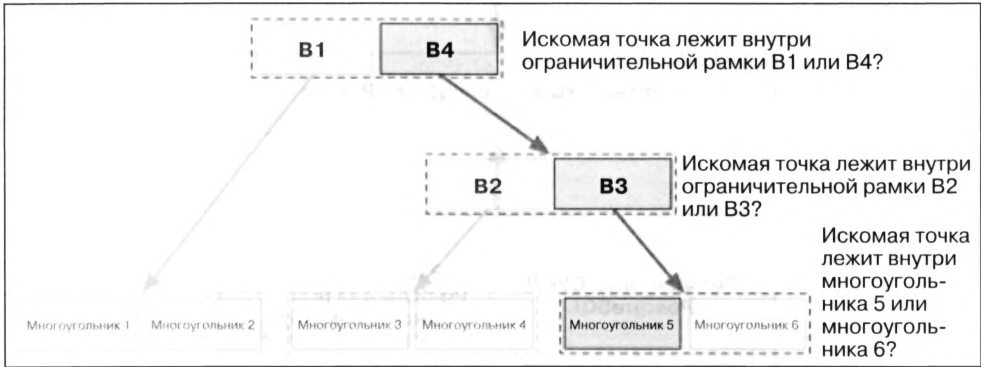 B1
B4
Искомая точка лежит внутри
ограничительной рамки B1 или B4?
B2
B3
Искомая точка лежит внутри
ограничительной рамки B2
или B3?
Искомая точка
лежит внутри
многоуголь-
ника 5 или
многоуголь-
ника 6?
Многоугольник 1
Многоугольник 2
Многоугольник 3
Многоугольник 4
Многоугольник 5
Многоугольник 6